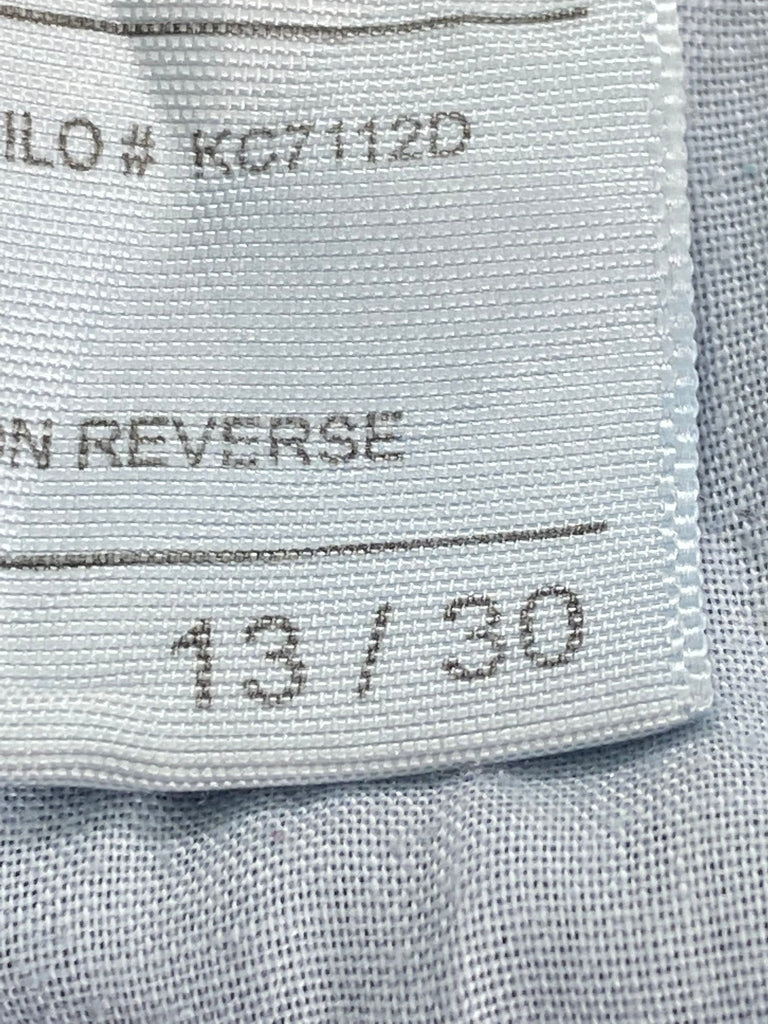 ILO # KC7112D
ON REVERSE
13 / 30